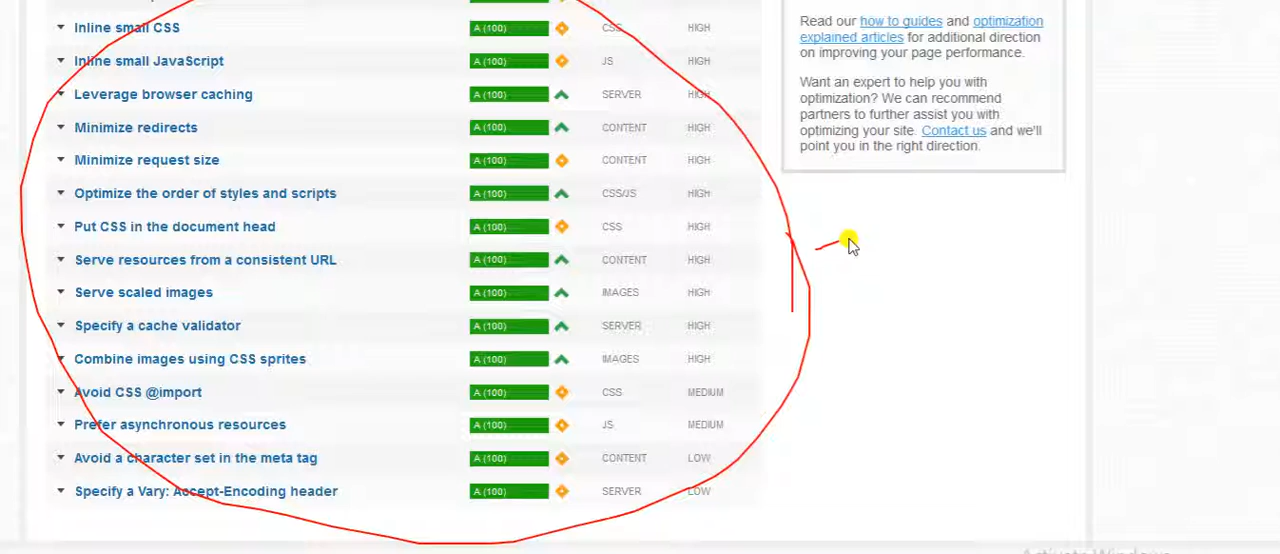 Inline small CSS A (100) CSS HIGH
Inline small JavaScript A (100) JS HIGH
Leverage browser caching A (100) SERVER HIGH
Minimize redirects A (100) CONTENT HIGH
Minimize request size A (100) CONTENT HIGH
Optimize the order of styles and scripts A (100) CSS/JS HIGH
Put CSS in the document head A (100) CSS HIGH
Serve resources from a consistent URL A (100) CONTENT HIGH
Serve scaled images A (100) IMAGES HIGH
Specify a cache validator A (100) SERVER HIGH
Combine images using CSS sprites A (100) IMAGES HIGH
Avoid CSS @import A (100) CSS MEDIUM
Prefer asynchronous resources A (100) JS MEDIUM
Avoid a character set in the meta tag A (100) CONTENT LOW
Specify a Vary: Accept-Encoding header A (100) SERVER LOW
Read our how to guides and optimization
explained articles for additional direction
on improving your page performance.
Want an expert to help you with
optimization? We can recommend
partners to further assist you with
optimizing your site. Contact us and we'll
point you in the right direction.
Activate Windows